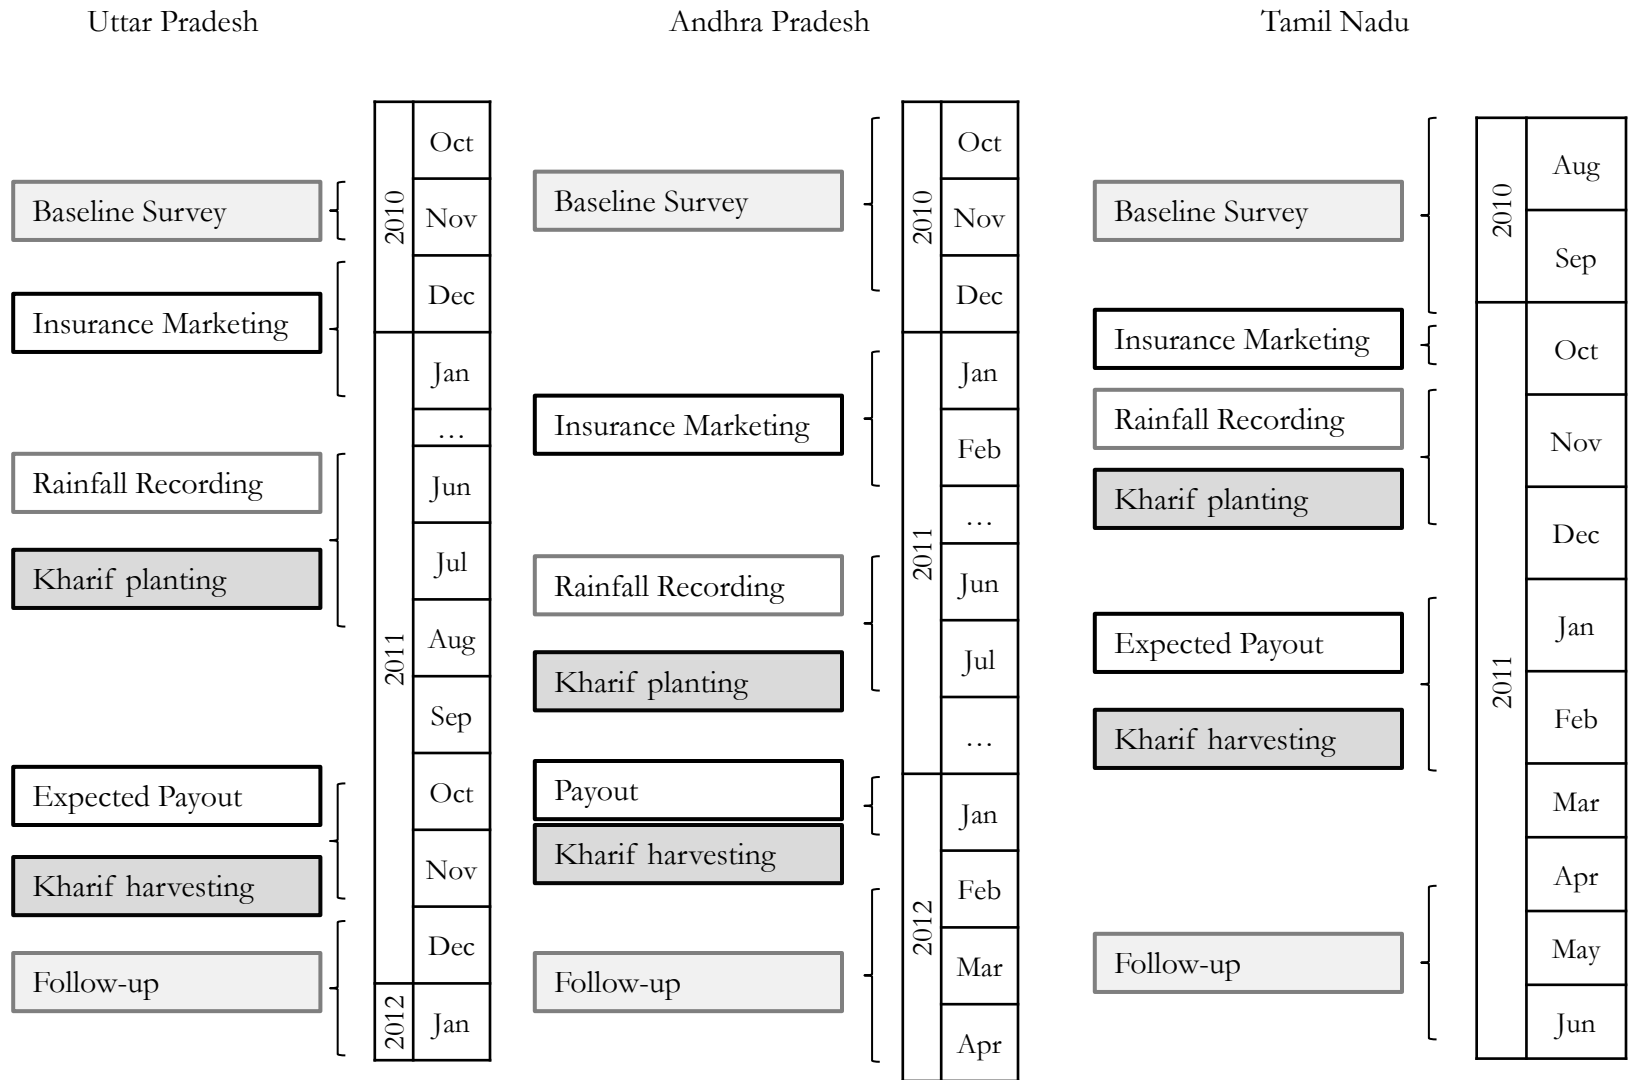 Uttar Pradesh
Baseline Survey
Insurance Marketing
Rainfall Recording
Kharif planting
Expected Payout
Kharif harvesting
Follow-up
2010
Oct
Nov
Dec
2011
Jan
…
Jun
Jul
Aug
Sep
Oct
Nov
Dec
2012
Jan
Andhra Pradesh
Baseline Survey
Insurance Marketing
Rainfall Recording
Kharif planting
Payout
Kharif harvesting
Follow-up
2010
Oct
Nov
Dec
2011
Jan
Feb
…
Jun
Jul
…
2012
Jan
Feb
Mar
Apr
Tamil Nadu
Baseline Survey
Insurance Marketing
Rainfall Recording
Kharif planting
Expected Payout
Kharif harvesting
Follow-up
2010
Aug
Sep
2011
Oct
Nov
Dec
Jan
Feb
Mar
Apr
May
Jun